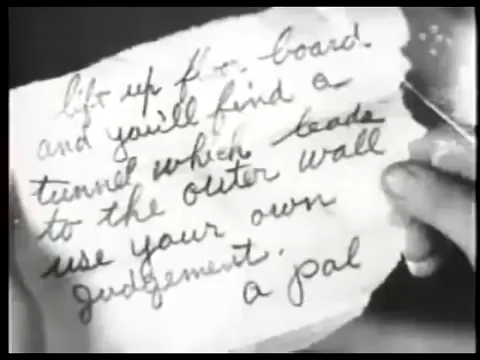 lift up floor board
and you'll find a
tunnel which leads
to the outer wall
use your own
judgement.
a pal